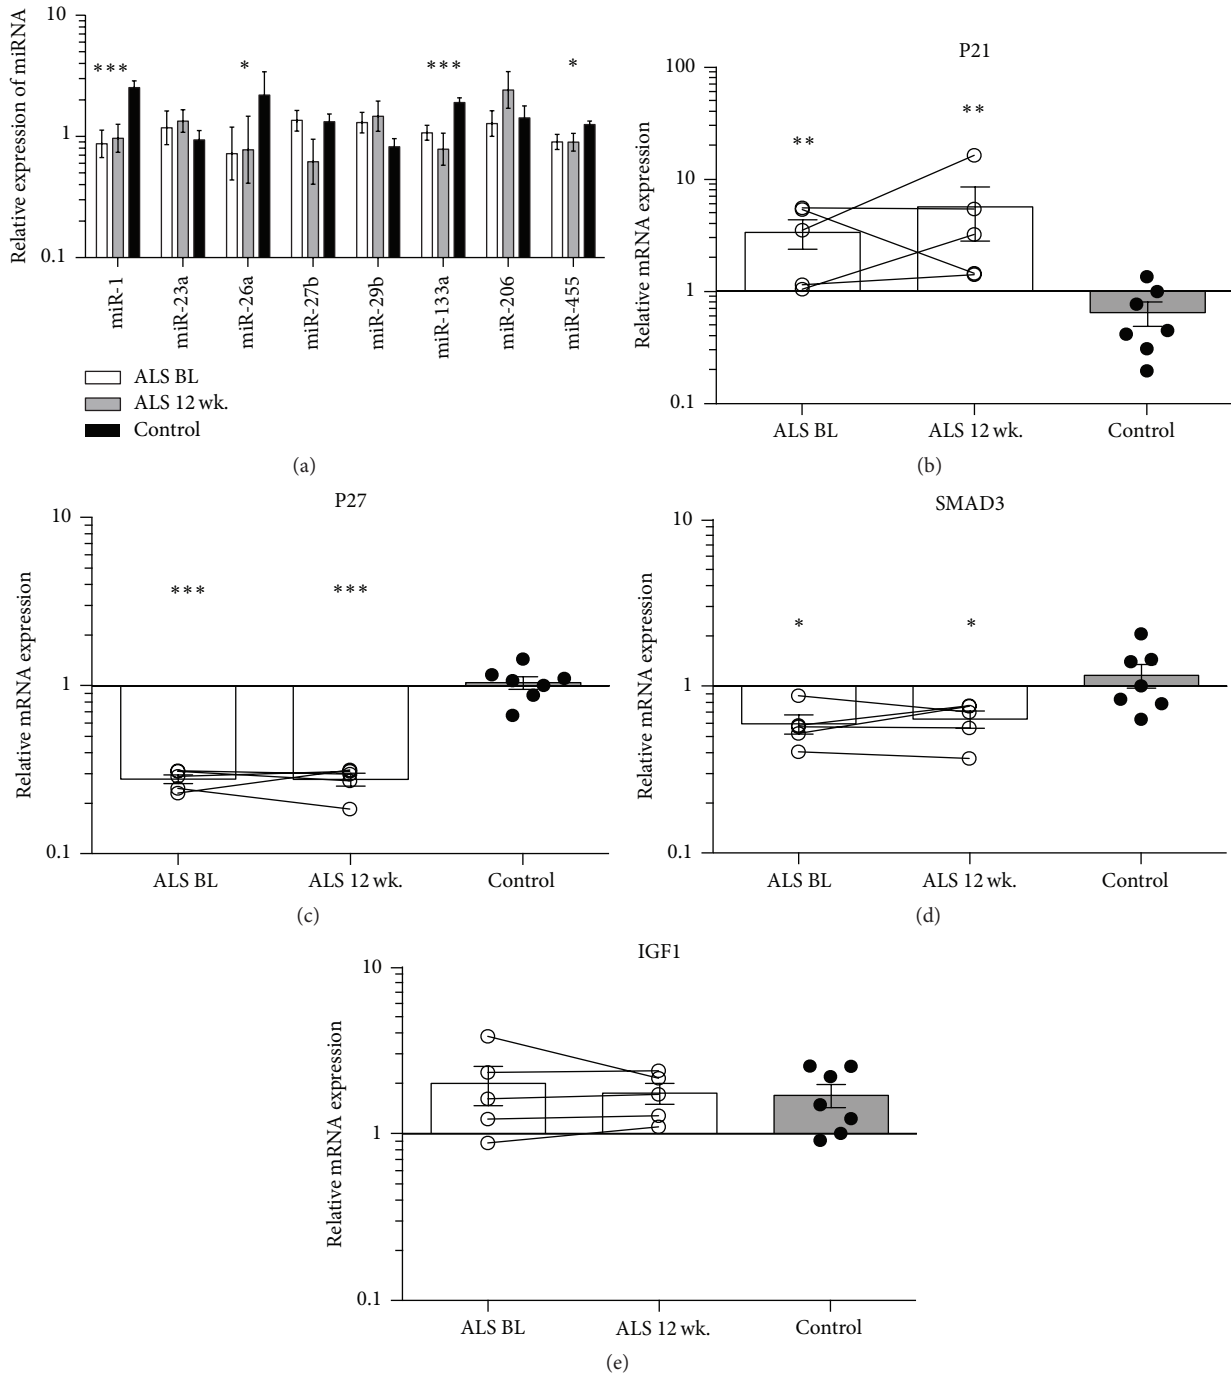 Relative expression of miRNA
10
1
0.1
***
*
***
*
miR-1
miR-23a
miR-26a
miR-27b
miR-29b
miR-133a
miR-206
miR-455
ALS BL
ALS 12 wk.
Control
(a)
P21
Relative mRNA expression
100
10
1
0.1
**
**
ALS BL
ALS 12 wk.
Control
(b)
P27
Relative mRNA expression
10
1
0.1
***
***
ALS BL
ALS 12 wk.
Control
(c)
SMAD3
Relative mRNA expression
10
1
0.1
*
*
ALS BL
ALS 12 wk.
Control
(d)
IGF1
Relative mRNA expression
10
1
0.1
ALS BL
ALS 12 wk.
Control
(e)